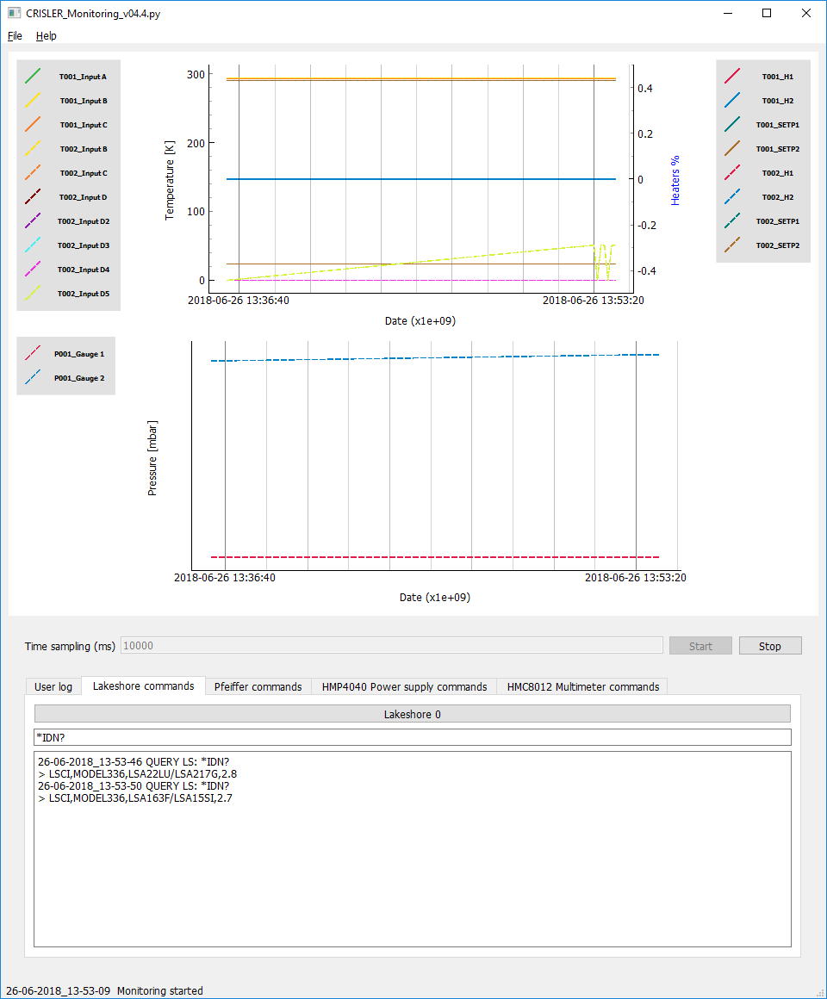 CRISLER_Monitoring_v04.4.py
File Help
T001_Input A
T001_Input B
T001_Input C
T002_Input B
T002_Input C
T002_Input D
T002_Input D2
T002_Input D3
T002_Input D4
T002_Input D5
Temperature [K]
300
200
100
0
0.4
0.2
0
-0.2
-0.4
Heaters %
2018-06-26 13:36:40
2018-06-26 13:53:20
Date (x1e+09)
T001_H1
T001_H2
T001_SETP1
T001_SETP2
T002_H1
T002_H2
T002_SETP1
T002_SETP2
P001_Gauge 1
P001_Gauge 2
Pressure [mbar]
2018-06-26 13:36:40
2018-06-26 13:53:20
Date (x1e+09)
Time sampling (ms) 10000 Start Stop
User log Lakeshore commands Pfeiffer commands HMP4040 Power supply commands HMC8012 Multimeter commands
Lakeshore 0
*IDN?
26-06-2018_13-53-46 QUERY LS: *IDN?
> LSCI,MODEL336,LSA22LU/LSA217G,2.8
26-06-2018_13-53-50 QUERY LS: *IDN?
> LSCI,MODEL336,LSA163F/LSA15SI,2.7
26-06-2018_13-53-09 Monitoring started